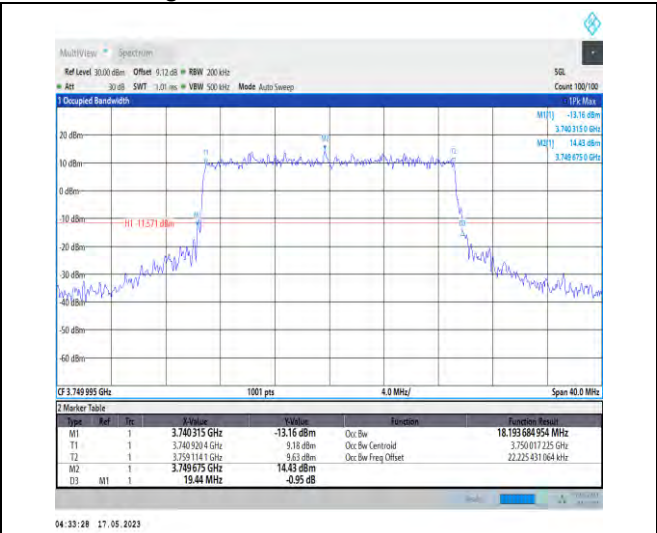 MultiView Spectrum
Ref Level 30.00 dBm Offset 9.12 dB RBW 200 kHz SGL
Att 30 dB SWT 1.01 ms VBW 500 kHz Mode Auto Sweep Count 100/100
1 Occupied Bandwidth 1Pk Max
M1[1] -13.16 dBm
3.740 315 0 GHz
M2[1] 14.43 dBm
3.749 675 0 GHz
20 dBm
10 dBm
0 dBm
-10 dBm
H1 -11.571 dBm
-20 dBm
-30 dBm
-40 dBm
-50 dBm
-60 dBm
T1
M2
T2
CF 3.749 995 GHz 1001 pts 4.0 MHz/ Span 40.0 MHz
2 Marker Table
Type Ref Trc X-Value Y-Value Function Function Result
M1 1 3.740 315 GHz -13.16 dBm Occ Bw 18.193 684 954 MHz
T1 1 3.740 920 4 GHz 9.18 dBm Occ Bw Centroid 3.750 017 225 GHz
T2 1 3.759 114 1 GHz 9.63 dBm Occ Bw Freq Offset 22.225 431 064 kHz
M2 1 3.749 675 GHz 14.43 dBm
D3 M1 1 19.44 MHz -0.95 dB
04:33:28 17.05.2023